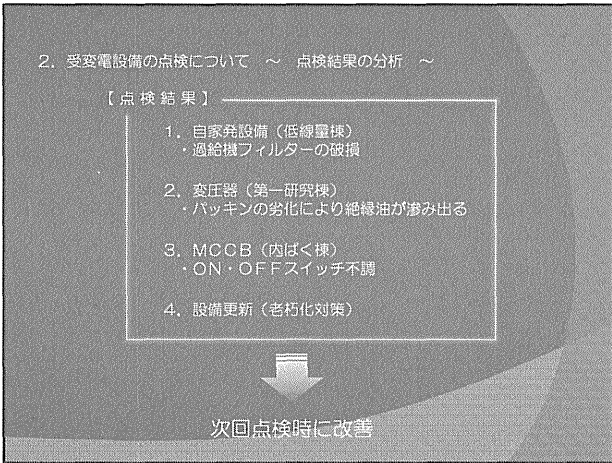 ２．受変電設備の点検について　～　点検結果の分析　～
【点検結果】
１．自家発設備（低線量棟）
・過給機フィルターの破損
２．変圧器（第一研究棟）
・パッキンの劣化により絶縁油が滲み出る
３．ＭＣＣＢ（内ばく棟）
・ＯＮ・ＯＦＦスイッチ不調
４．設備更新（老朽化対策）
次回点検時に改善